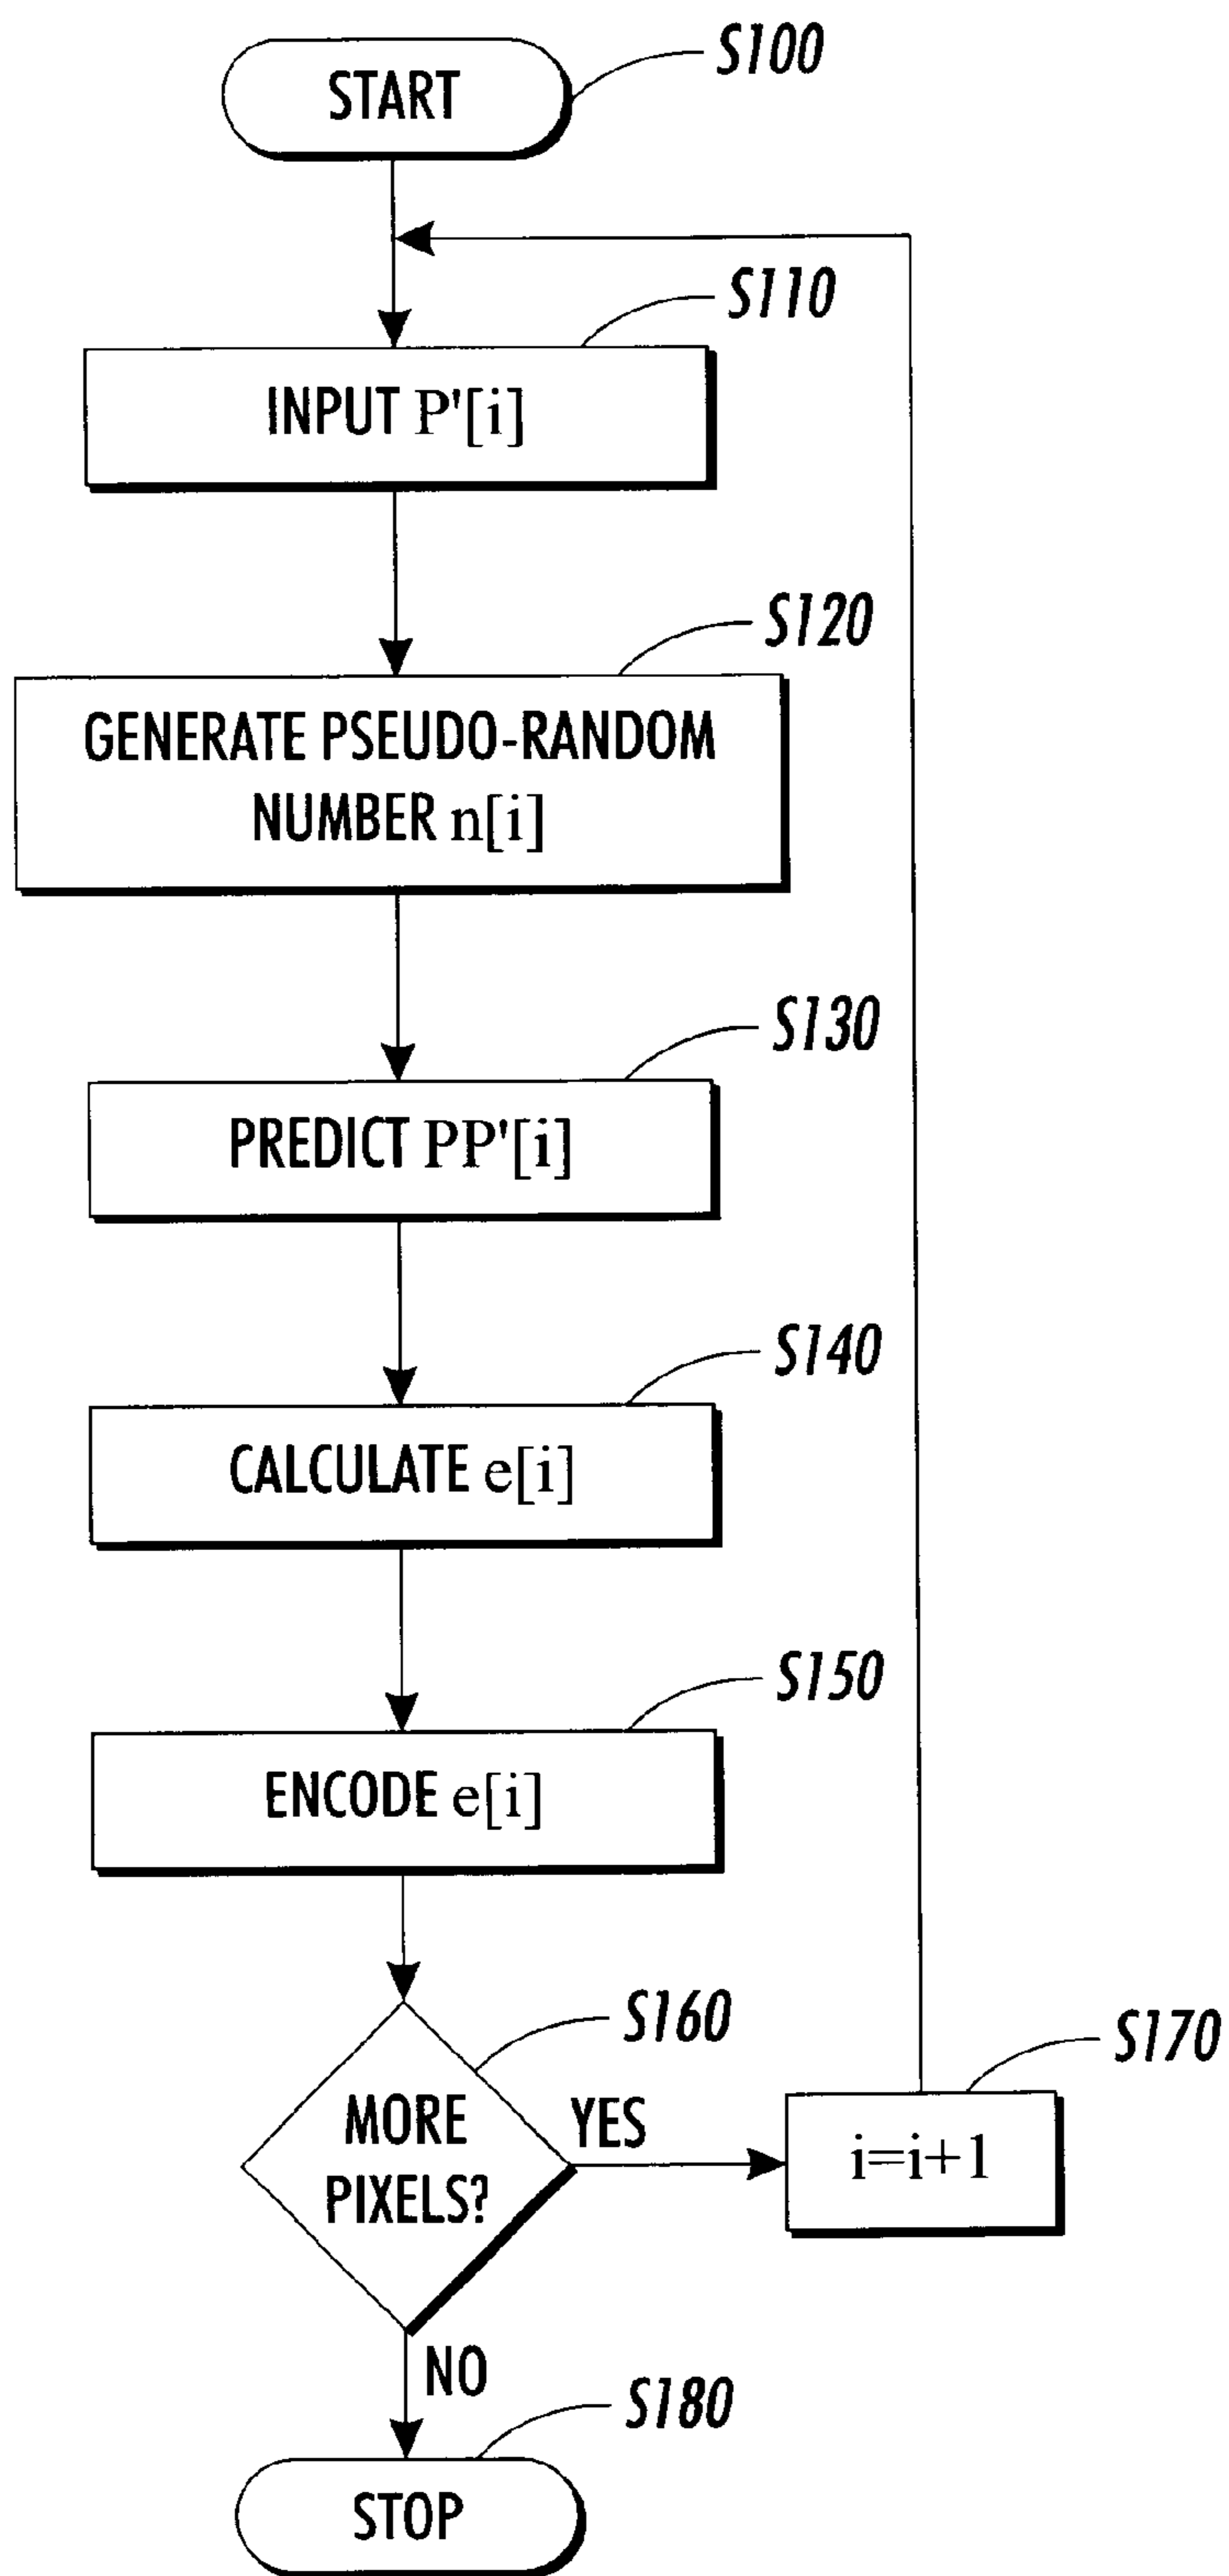 START
S100
S110
INPUT P'[i]
S120
GENERATE PSEUDO-RANDOM
NUMBER n[i]
S130
PREDICT PP'[i]
S140
CALCULATE e[i]
S150
ENCODE e[i]
S160
MORE
PIXELS?
YES
S170
i=i+1
NO
S180
STOP